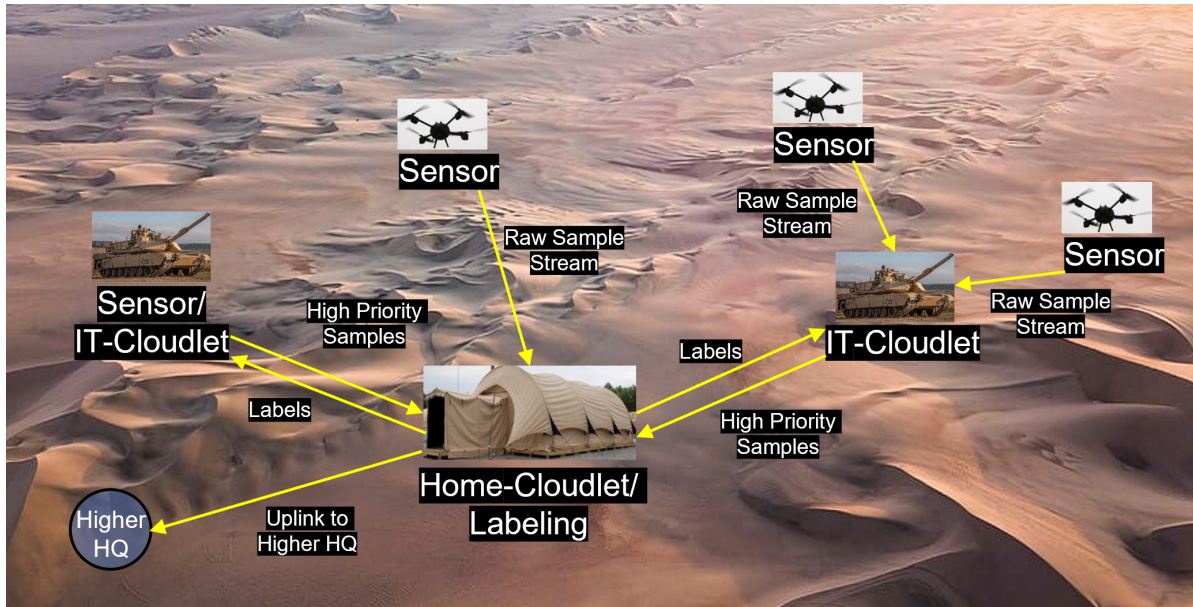 Sensor
Sensor
Raw Sample
Stream
Sensor
Raw Sample
Stream
Sensor/
IT-Cloudlet
High Priority
Samples
IT-Cloudlet
Raw Sample
Stream
Labels
Labels
High Priority
Samples
Home-Cloudlet/
Labeling
Higher
HQ
Uplink to
Higher HQ